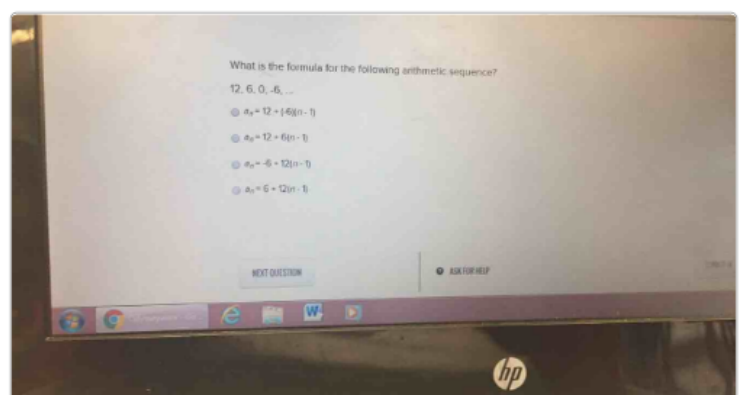 What is the formula for the following arithmetic sequence?
12, 6, 0, -6, ...
aₙ = 12 + (-6)(n - 1)
aₙ = 12 + 6(n - 1)
aₙ = -6 + 12(n - 1)
aₙ = 6 + 12(n - 1)
NEXT QUESTION
ASK FOR HELP
W
hp